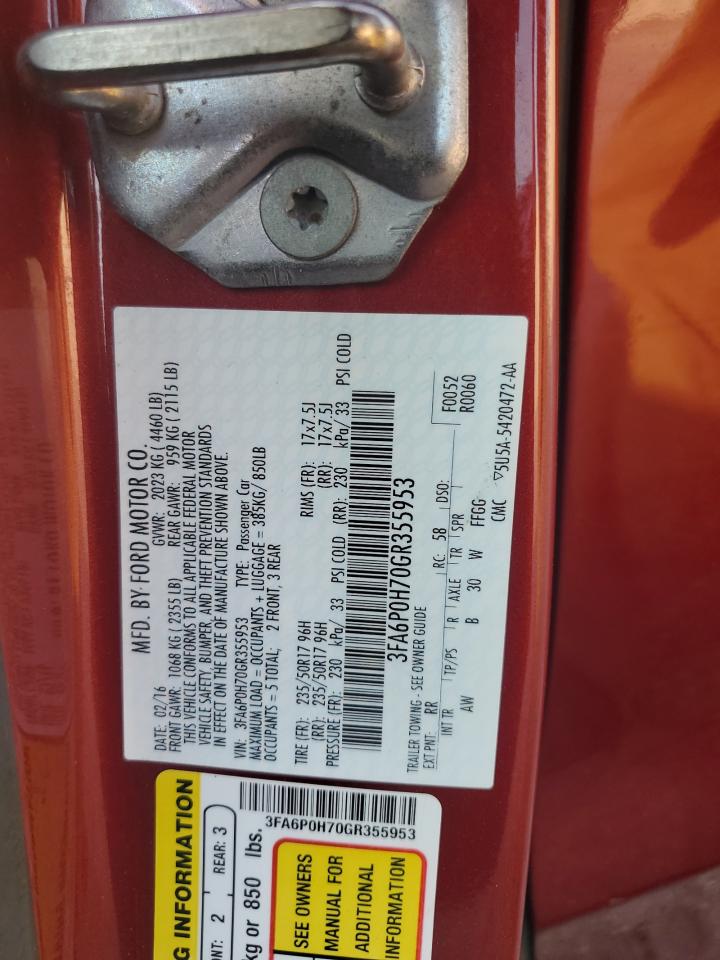 MFD. BY FORD MOTOR CO.
DATE: 02/16 GVWR: 2023 KG ( 4460 LB)
FRONT GAWR: 1068 KG ( 2355 LB) REAR GAWR: 959 KG ( 2115 LB)
THIS VEHICLE CONFORMS TO ALL APPLICABLE FEDERAL MOTOR
VEHICLE SAFETY, BUMPER, AND THEFT PREVENTION STANDARDS
IN EFFECT ON THE DATE OF MANUFACTURE SHOWN ABOVE.
VIN: 3FA6P0H70GR355953 TYPE: Passenger Car
MAXIMUM LOAD = OCCUPANTS + LUGGAGE = 385KG/ 850LB
OCCUPANTS = 5 TOTAL; 2 FRONT, 3 REAR
TIRE (FR): 235/50R17 96H RIMS (FR): 17x7.5J
(RR): 235/50R17 96H (RR): 17x7.5J
PRESSURE (FR): 230 kPa/ 33 PSI COLD (RR): 230 kPa/ 33 PSI COLD
3FA6P0H70GR355953
TRAILER TOWING - SEE OWNER GUIDE
EXT PNT: RR RC: 58 DSO: F0052
R0060
INT TR TP/PS R AXLE TR SPR
AW B 30 W FFGG
CMC ▽5U5A-5420472-AA
G INFORMATION
ONT: 2 REAR: 3
kg or 850 lbs.
3FA6P0H70GR355953
SEE OWNERS
MANUAL FOR
ADDITIONAL
INFORMATION